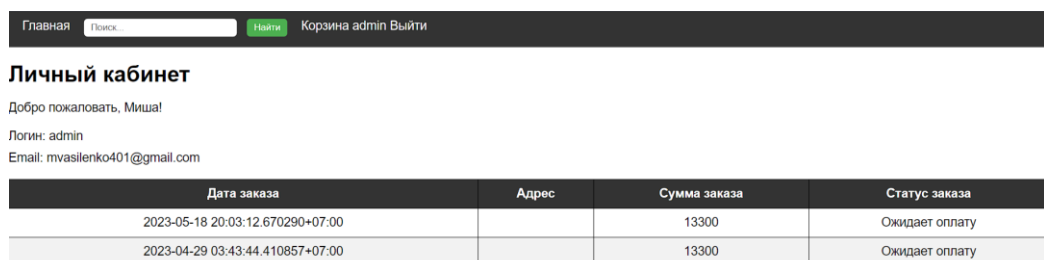 Главная Поиск... Найти Корзина admin Выйти
Личный кабинет
Добро пожаловать, Миша!
Логин: admin
Email: mvasilenko401@gmail.com
Дата заказа Адрес Сумма заказа Статус заказа
2023-05-18 20:03:12.670290+07:00 13300 Ожидает оплату
2023-04-29 03:43:44.410857+07:00 13300 Ожидает оплату